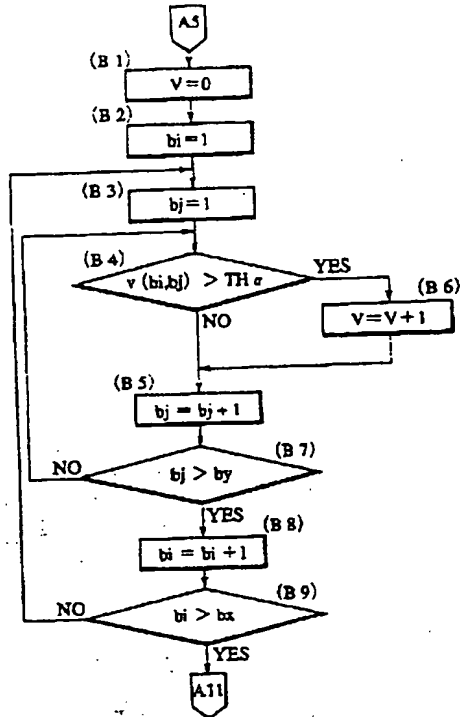 A5
(B 1)
V=0
(B 2)
bi=1
(B 3)
bj=1
(B 4)
v (bi,bj) > TH α
YES
(B 6)
V=V+1
NO
(B 5)
bj = bj+1
(B 7)
NO
bj > by
YES
(B 8)
bi = bi+1
(B 9)
NO
bi > bx
YES
A11